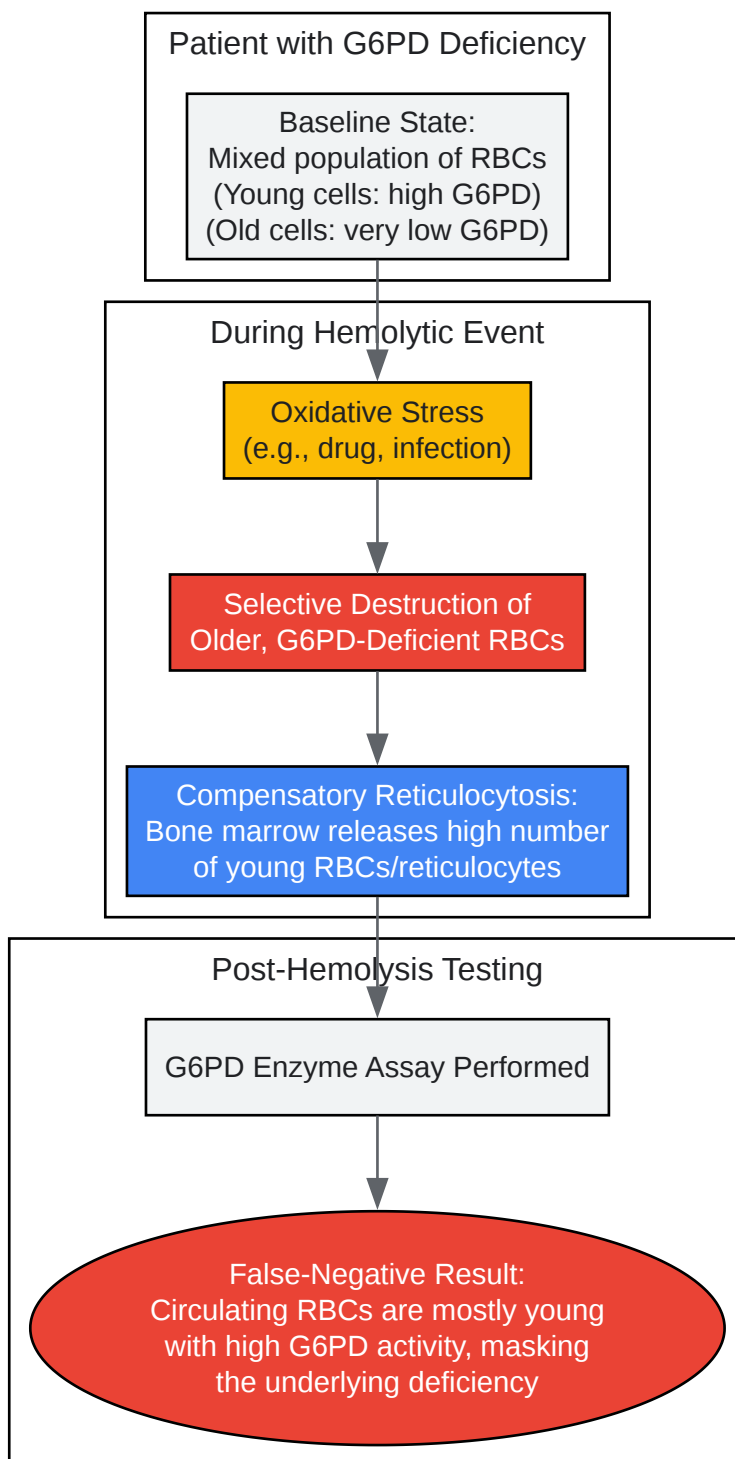 Patient with G6PD Deficiency
Baseline State:
Mixed population of RBCs
(Young cells: high G6PD)
(Old cells: very low G6PD)
During Hemolytic Event
Oxidative Stress
(e.g., drug, infection)
Selective Destruction of
Older, G6PD-Deficient RBCs
Compensatory Reticulocytosis:
Bone marrow releases high number
of young RBCs/reticulocytes
Post-Hemolysis Testing
G6PD Enzyme Assay Performed
False-Negative Result:
Circulating RBCs are mostly young
with high G6PD activity, masking
the underlying deficiency